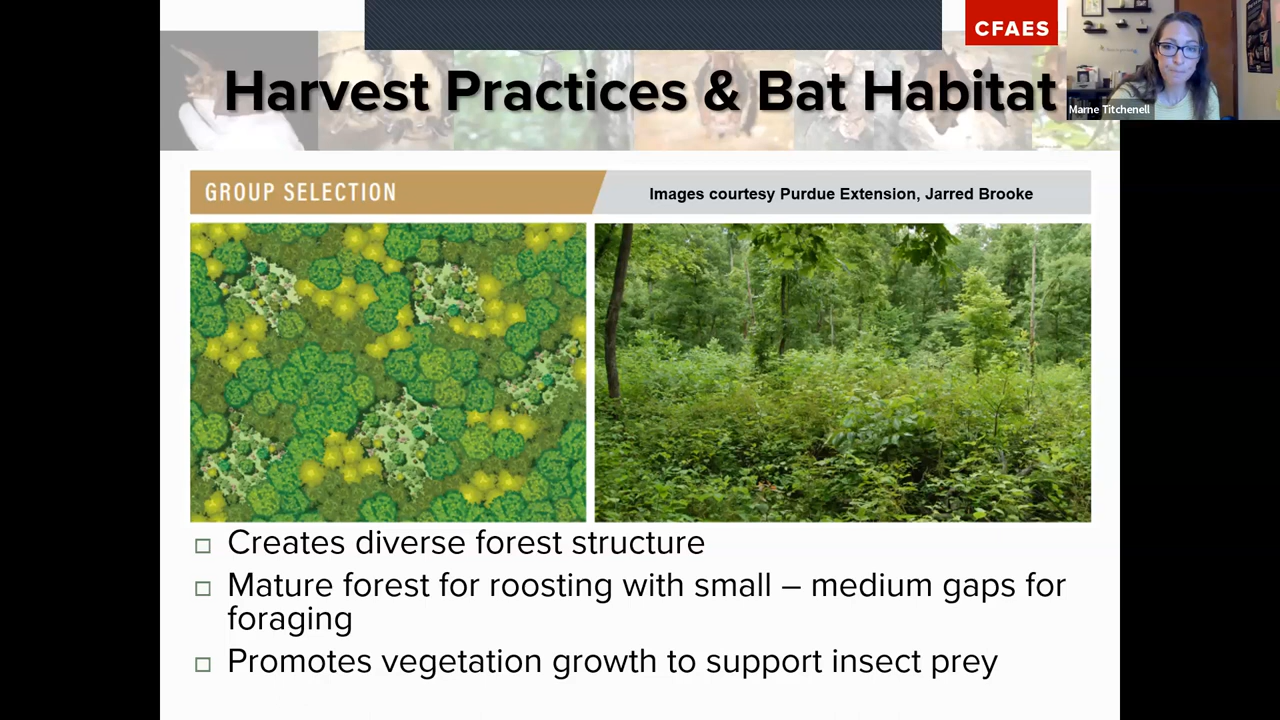 CFAES
Harvest Practices & Bat Habitat
Marne Titchenell
GROUP SELECTION
Images courtesy Purdue Extension, Jarred Brooke
Creates diverse forest structure
Mature forest for roosting with small – medium gaps for
foraging
Promotes vegetation growth to support insect prey